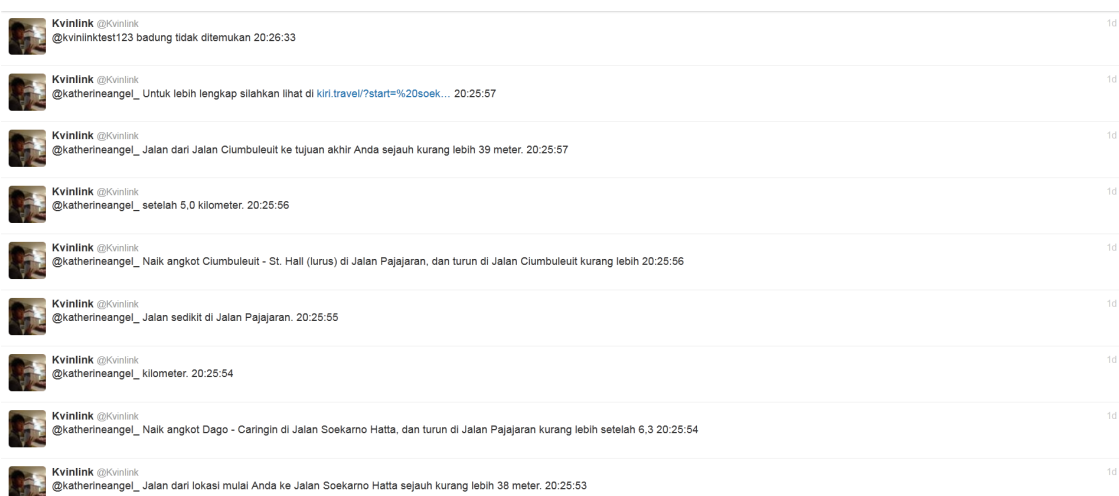 Kvinlink @Kvinlink 1d
@kviniinktest123 badung tidak ditemukan 20:26:33
Kvinlink @Kvinlink 1d
@katherineangel_ Untuk lebih lengkap silahkan lihat di kiri.travel/?start=%20soek... 20:25:57
Kvinlink @Kvinlink 1d
@katherineangel_ Jalan dari Jalan Ciumbuleuit ke tujuan akhir Anda sejauh kurang lebih 39 meter. 20:25:57
Kvinlink @Kvinlink 1d
@katherineangel_ setelah 5,0 kilometer. 20:25:56
Kvinlink @Kvinlink 1d
@katherineangel_ Naik angkot Ciumbuleuit - St. Hall (lurus) di Jalan Pajajaran, dan turun di Jalan Ciumbuleuit kurang lebih 20:25:56
Kvinlink @Kvinlink 1d
@katherineangel_ Jalan sedikit di Jalan Pajajaran. 20:25:55
Kvinlink @Kvinlink 1d
@katherineangel_ kilometer. 20:25:54
Kvinlink @Kvinlink 1d
@katherineangel_ Naik angkot Dago - Caringin di Jalan Soekarno Hatta, dan turun di Jalan Pajajaran kurang lebih setelah 6,3 20:25:54
Kvinlink @Kvinlink 1d
@katherineangel_ Jalan dari lokasi mulai Anda ke Jalan Soekarno Hatta sejauh kurang lebih 38 meter. 20:25:53